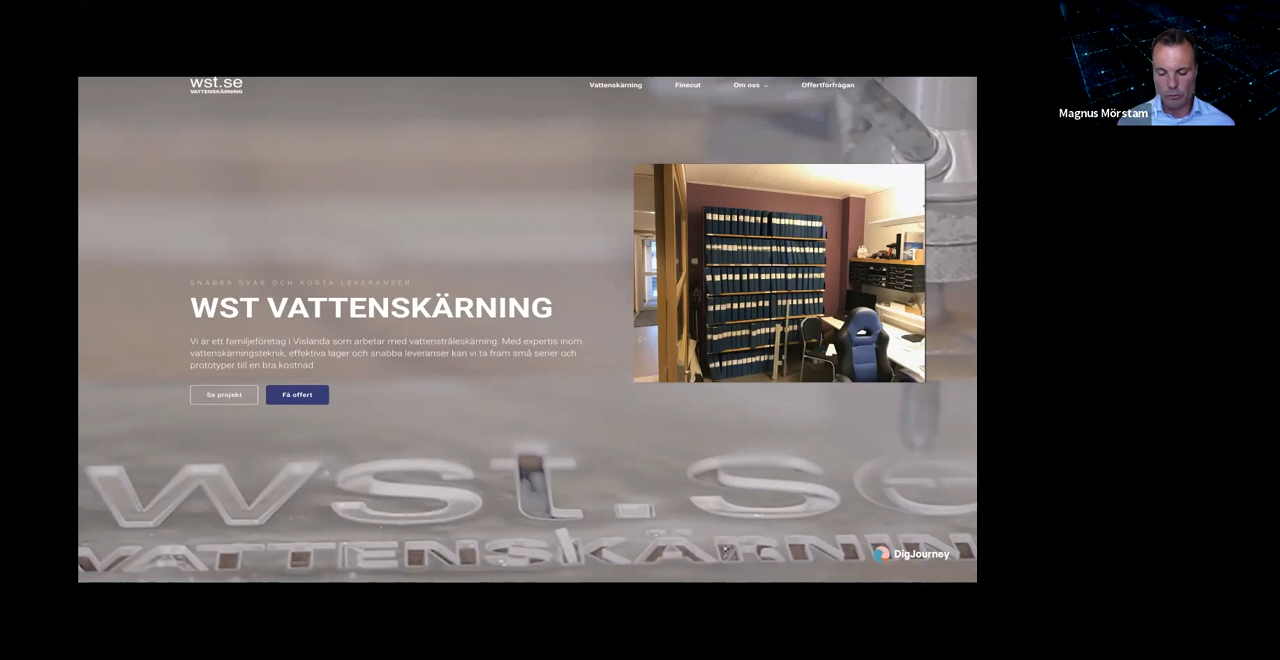 wst.se
VATTENSKÄRNING
Vattenskärning Finecut Om oss Offertförfrågan
Magnus Mörstam
SNABBA SVAR OCH KORTA LEVERANSER
WST VATTENSKÄRNING
Vi är ett familjeföretag i Vislanda som arbetar med vattenstråleskärning. Med expertis inom
vattenskärningsteknik, effektiva lager och snabba leveranser kan vi ta fram små serier och
prototyper till en bra kostnad.
Se projekt Få offert
wst.se
VATTENSKÄRNIN
DigJourney